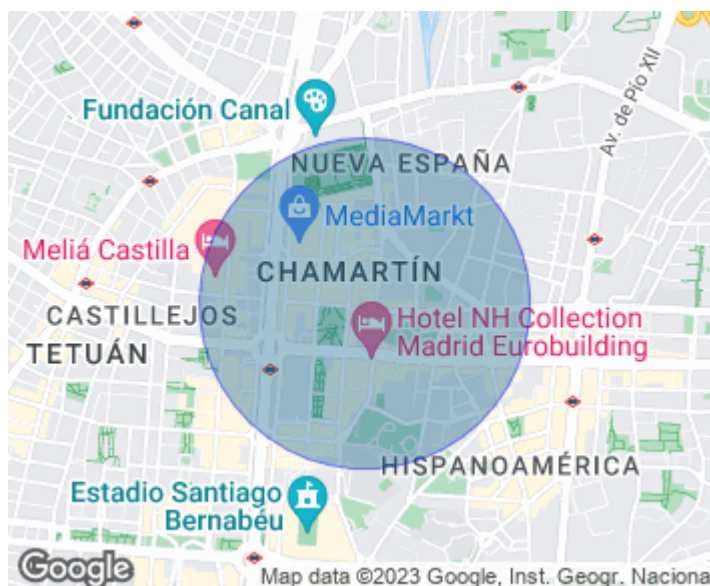 Av. de Pío XII
Fundación Canal
NUEVA ESPAÑA
MediaMarkt
Meliá Castilla
CHAMARTÍN
CASTILLEJOS
Hotel NH Collection
Madrid Eurobuilding
TETUÁN
HISPANOAMÉRICA
Estadio Santiago
Bernabéu
Google
Map data ©2023 Google, Inst. Geogr. Naciona